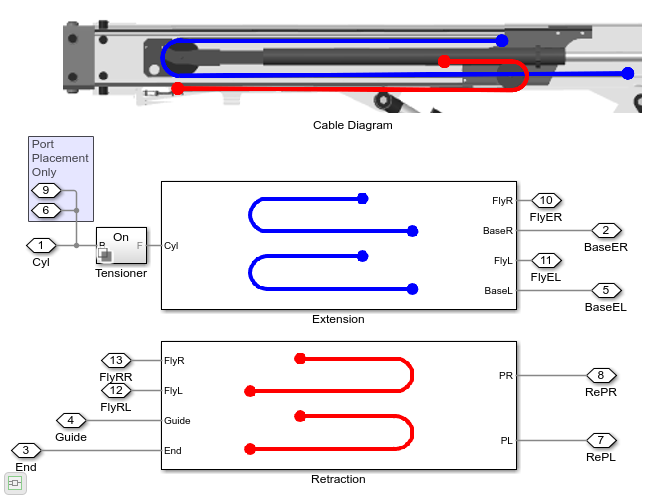 Cable Diagram
Port
Placement
Only
9
6
1
Cyl
On
B
F
Tensioner
Cyl
FlyR
BaseR
FlyL
BaseL
10
FlyER
2
BaseER
11
FlyEL
5
BaseEL
Extension
13
FlyRR
12
FlyRL
4
Guide
3
End
FlyR
FlyL
Guide
End
PR
PL
8
RePR
7
RePL
Retraction